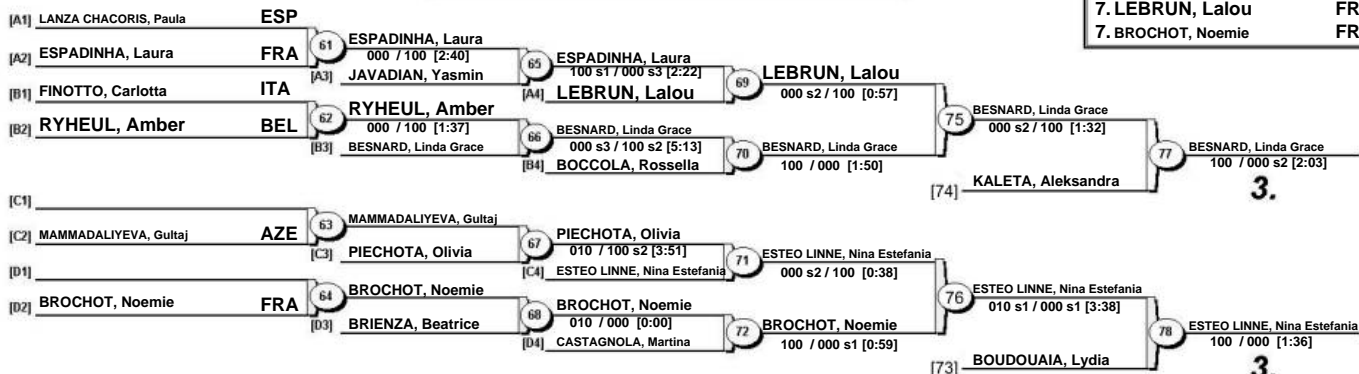 7. LEBRUN, Lalou FR
7. BROCHOT, Noemie FR
[A1] LANZA CHACORIS, Paula ESP
61 ESPADINHA, Laura
000 / 100 [2:40]
[A2] ESPADINHA, Laura FRA
[A3] JAVADIAN, Yasmin
65 ESPADINHA, Laura
100 s1 / 000 s3 [2:22]
[A4] LEBRUN, Lalou
69 LEBRUN, Lalou
000 s2 / 100 [0:57]
[B1] FINOTTO, Carlotta ITA
62 RYHEUL, Amber
000 / 100 [1:37]
[B2] RYHEUL, Amber BEL
[B3] BESNARD, Linda Grace
66 BESNARD, Linda Grace
000 s3 / 100 s2 [5:13]
[B4] BOCCOLA, Rossella
70 BESNARD, Linda Grace
100 / 000 [1:50]
75 BESNARD, Linda Grace
000 s2 / 100 [1:32]
[74] KALETA, Aleksandra
77 BESNARD, Linda Grace
100 / 000 s2 [2:03]
3.
[C1]
63 MAMMADALIYEVA, Gultaj
[C2] MAMMADALIYEVA, Gultaj AZE
[C3] PIECHOTA, Olivia
67 PIECHOTA, Olivia
010 / 100 s2 [3:51]
[C4] ESTEO LINNE, Nina Estefania
71 ESTEO LINNE, Nina Estefania
000 s2 / 100 [0:38]
[D1]
64 BROCHOT, Noemie
[D2] BROCHOT, Noemie FRA
[D3] BRIENZA, Beatrice
68 BROCHOT, Noemie
010 / 000 [0:00]
[D4] CASTAGNOLA, Martina
72 BROCHOT, Noemie
100 / 000 s1 [0:59]
76 ESTEO LINNE, Nina Estefania
010 s1 / 000 s1 [3:38]
[73] BOUDOUAIA, Lydia
78 ESTEO LINNE, Nina Estefania
100 / 000 [1:36]
3.